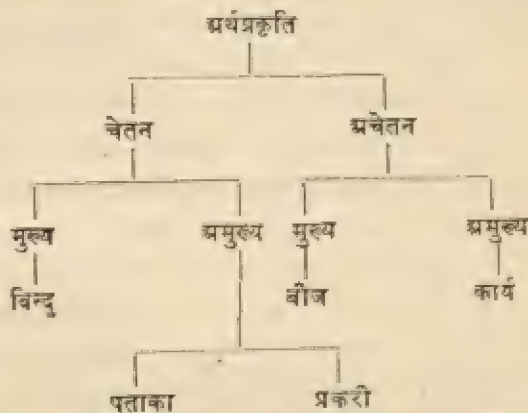 अर्थप्रकृति
चेतन अचेतन
मुख्य अमुख्य मुख्य अमुख्य
बिन्दु बीज कार्य
पताका प्रकरी